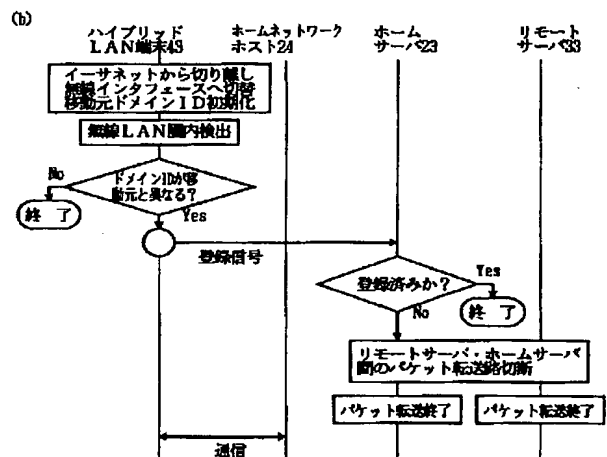 (b)
ハイブリッド
LAN端末43
ホームネットワーク
ホスト24
ホーム
サーバ23
リモート
サーバ33
イーサネットから切り離し
無線インタフェースへ切替
移動元ドメインID初期化
無線LAN圏内検出
No
ドメインIDが移
動元と異なる?
終 了
Yes
登録信号
登録済みか?
Yes
終 了
No
リモートサーバ・ホームサーバ
間のパケット転送路切断
パケット転送終了
パケット転送終了
通信